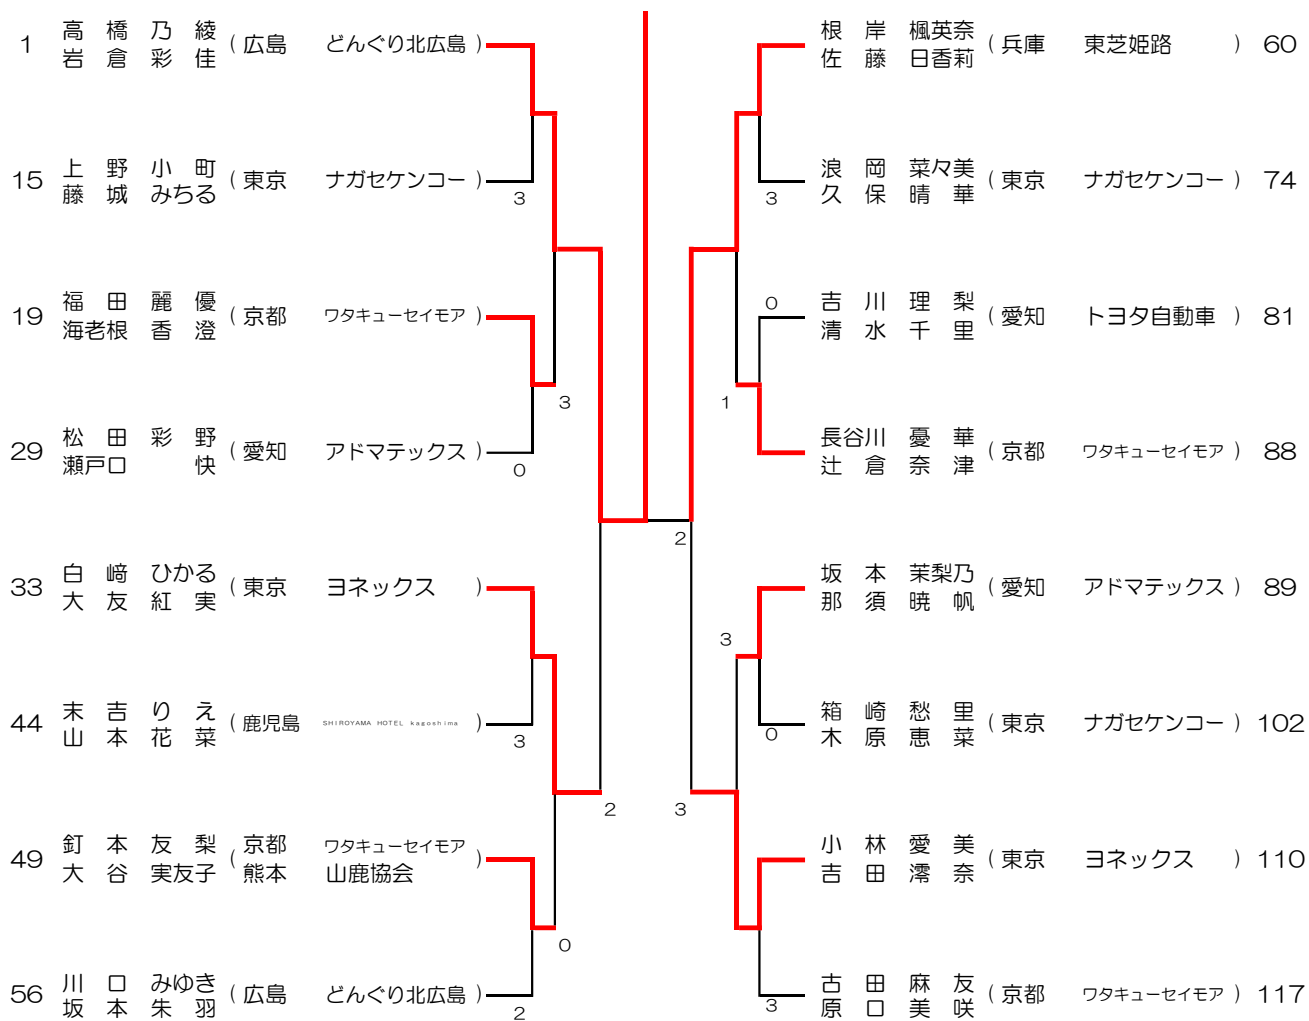 1 高橋乃綾 ( 広島 どんぐり北広島 )
岩倉彩佳
15 上野小町 ( 東京 ナガセケンコー )
藤城みちる
3
19 福田麗優 ( 京都 ワタキューセイモア )
海老根香澄
3
29 松田彩野 ( 愛知 アドマテックス )
瀬戸口快
0
33 白﨑ひかる ( 東京 ヨネックス )
大友紅実
44 末吉りえ ( 鹿児島 SHIROYAMA HOTEL kagoshima )
山本花菜
3
2
49 釘本友梨 ( 京都 ワタキューセイモア )
大谷実友子 熊本 山鹿協会
0
56 川口みゆき ( 広島 どんぐり北広島 )
坂本朱羽
2
2
根岸楓英奈 ( 兵庫 東芝姫路 ) 60
佐藤日香莉
浪岡菜々美 ( 東京 ナガセケンコー ) 74
久保晴華
3
0
吉川理梨 ( 愛知 トヨタ自動車 ) 81
清水千里
1
長谷川憂華 ( 京都 ワタキューセイモア ) 88
辻倉奈津
坂本茉梨乃 ( 愛知 アドマテックス ) 89
那須暁帆
3
箱崎愁里 ( 東京 ナガセケンコー ) 102
木原恵菜
0
3
小林愛美 ( 東京 ヨネックス ) 110
吉田澪奈
古田麻友 ( 京都 ワタキューセイモア ) 117
原口美咲
3